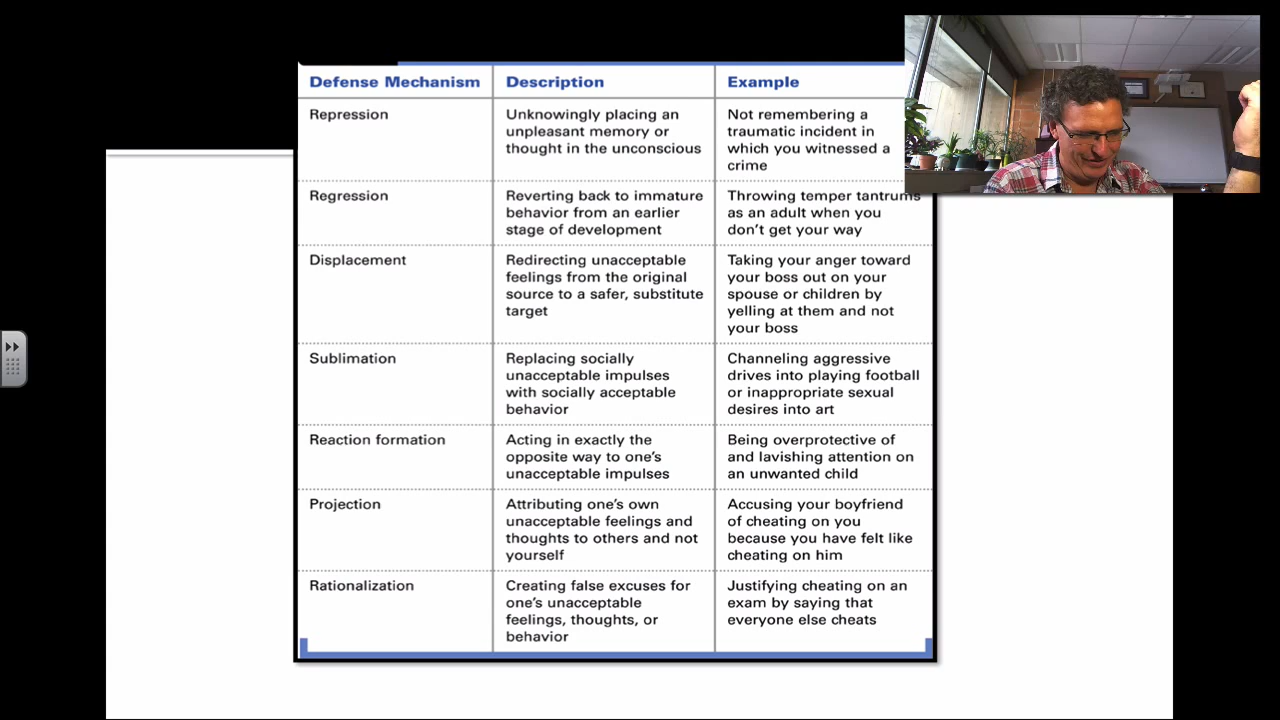 Defense Mechanism Description Example
Repression
Unknowingly placing an
unpleasant memory or
thought in the unconscious
Not remembering a
traumatic incident in
which you witnessed a
crime
Regression
Reverting back to immature
behavior from an earlier
stage of development
Throwing temper tantrums
as an adult when you
don't get your way
Displacement
Redirecting unacceptable
feelings from the original
source to a safer, substitute
target
Taking your anger toward
your boss out on your
spouse or children by
yelling at them and not
your boss
Sublimation
Replacing socially
unacceptable impulses
with socially acceptable
behavior
Channeling aggressive
drives into playing football
or inappropriate sexual
desires into art
Reaction formation
Acting in exactly the
opposite way to one's
unacceptable impulses
Being overprotective of
and lavishing attention on
an unwanted child
Projection
Attributing one's own
unacceptable feelings and
thoughts to others and not
yourself
Accusing your boyfriend
of cheating on you
because you have felt like
cheating on him
Rationalization
Creating false excuses for
one's unacceptable
feelings, thoughts, or
behavior
Justifying cheating on an
exam by saying that
everyone else cheats